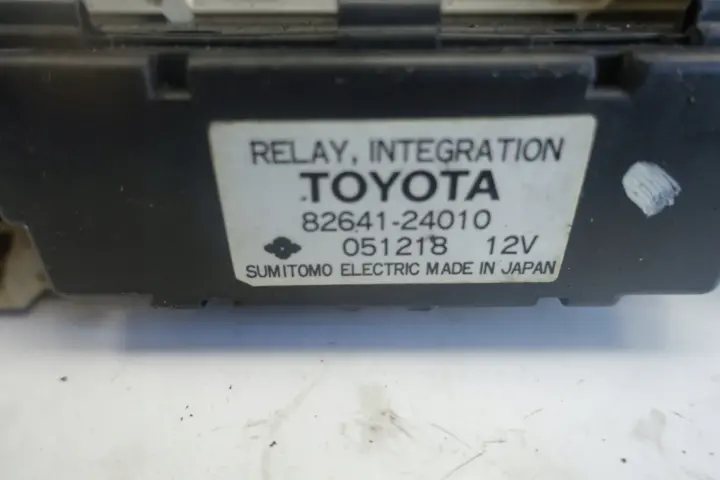 RELAY, INTEGRATION
TOYOTA
82641-24010
051218 12V
SUMITOMO ELECTRIC MADE IN JAPAN